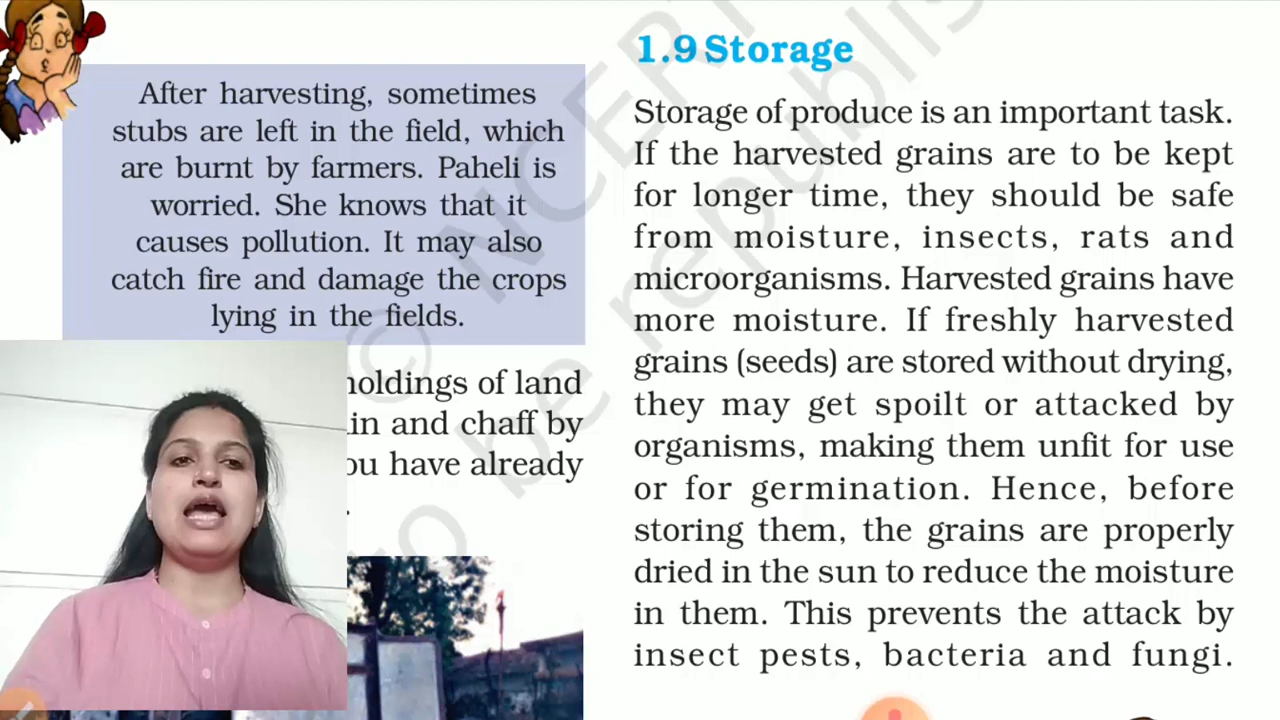 After harvesting, sometimes
stubs are left in the field, which
are burnt by farmers. Paheli is
worried. She knows that it
causes pollution. It may also
catch fire and damage the crops
lying in the fields.
holdings of land
in and chaff by
ou have already
.
1.9 Storage
Storage of produce is an important task.
If the harvested grains are to be kept
for longer time, they should be safe
from moisture, insects, rats and
microorganisms. Harvested grains have
more moisture. If freshly harvested
grains (seeds) are stored without drying,
they may get spoilt or attacked by
organisms, making them unfit for use
or for germination. Hence, before
storing them, the grains are properly
dried in the sun to reduce the moisture
in them. This prevents the attack by
insect pests, bacteria and fungi.
© NCERT
to be republis